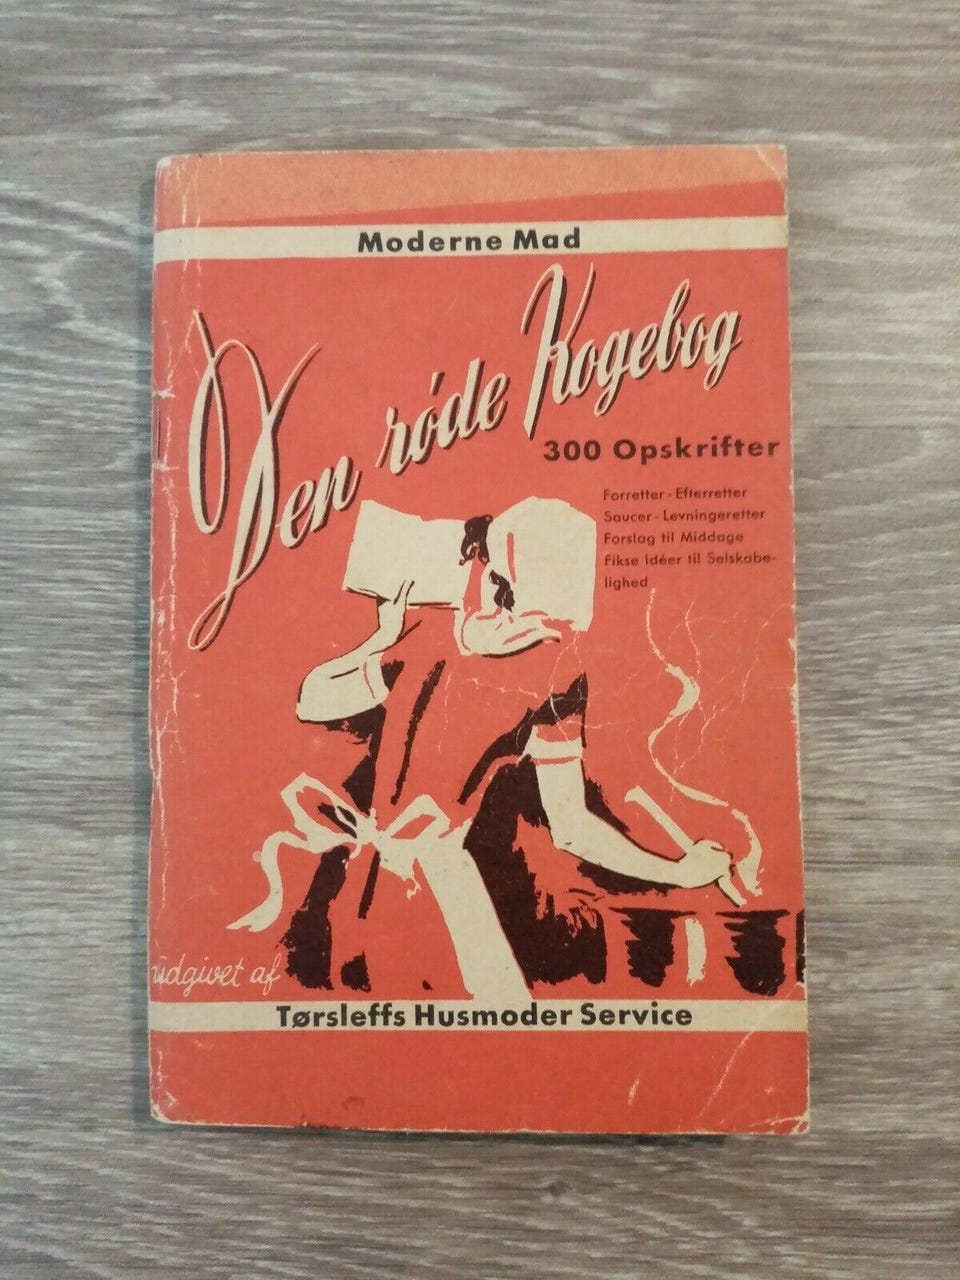 Moderne Mad
Den røde Kogebog
300 Opskrifter
Forretter - Efterretter
Saucer - Levningeretter
Forslag til Middage
Fikse Idéer til Selskabe-
lighed
udgivet af
Tørsleffs Husmoder Service